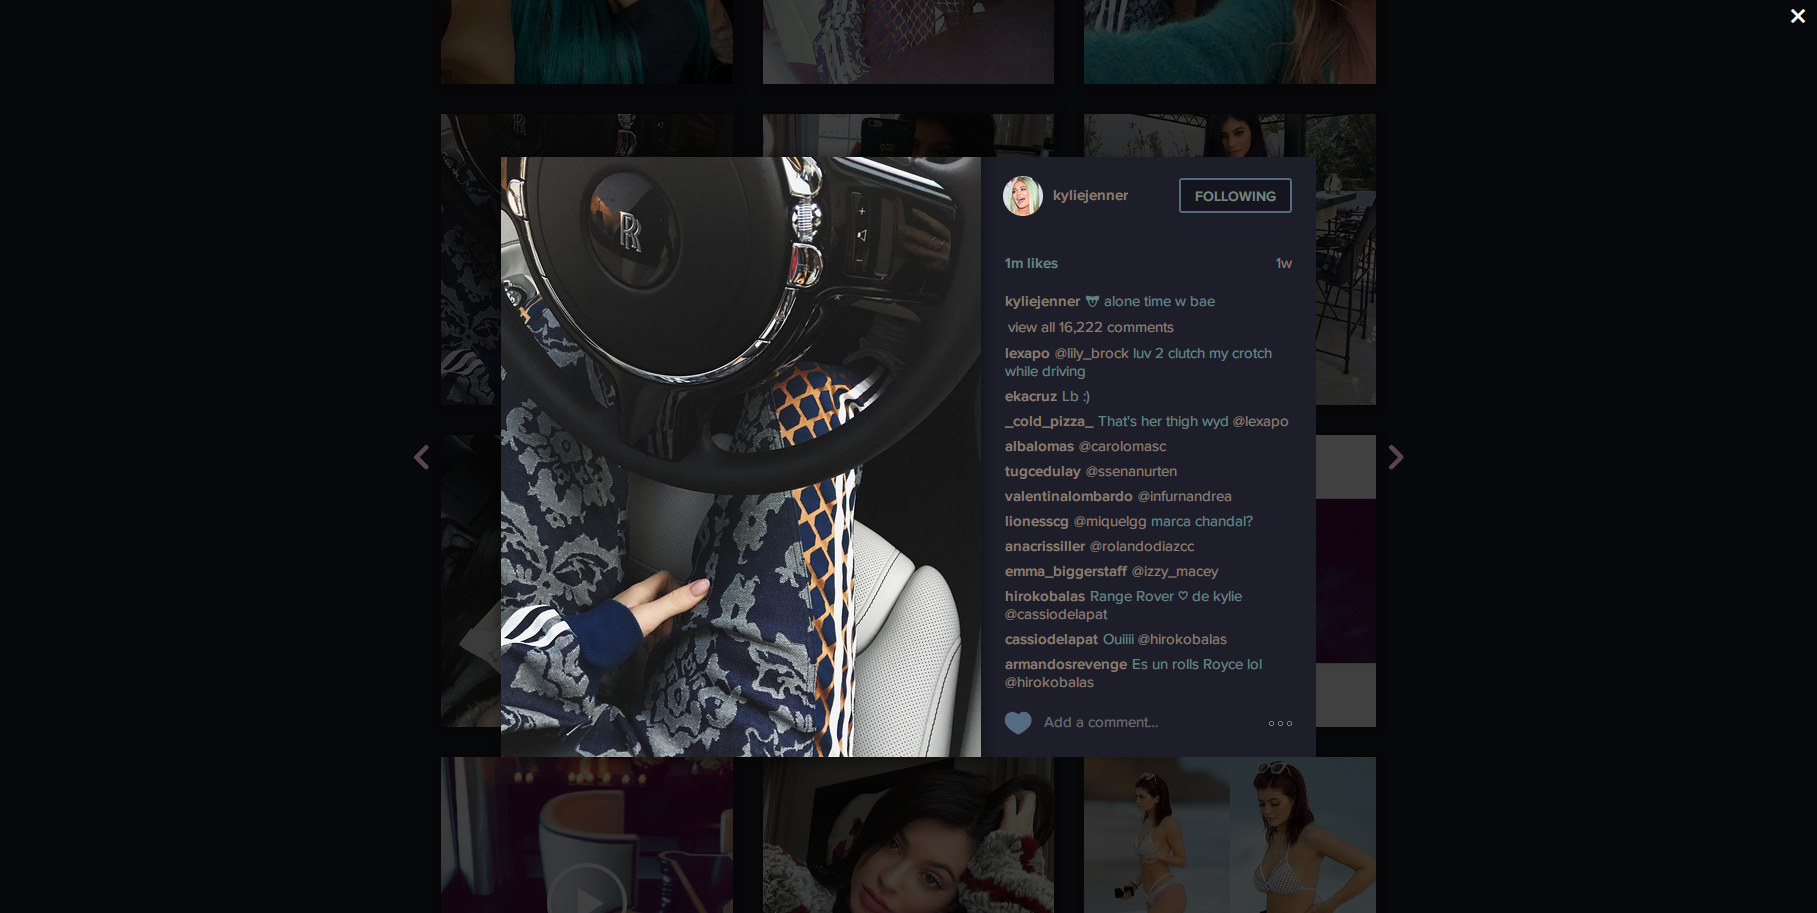 kyliejenner
FOLLOWING
1m likes
1w
kyliejenner alone time w bae
view all 16,222 comments
lexapo @lily_brock luv 2 clutch my crotch
while driving
ekacruz Lb :)
_cold_pizza_ That's her thigh wyd @lexapo
albalomas @carolomasc
tugcedulay @ssenanurten
valentinalombardo @infurnandrea
lionesscg @miquelgg marca chandal?
anacrissiller @rolandodiazcc
emma_biggerstaff @izzy_macey
hirokobalas Range Rover ♡ de kylie
@cassiodelapat
cassiodelapat Ouiiii @hirokobalas
armandosrevenge Es un rolls Royce lol
@hirokobalas
Add a comment...
RR